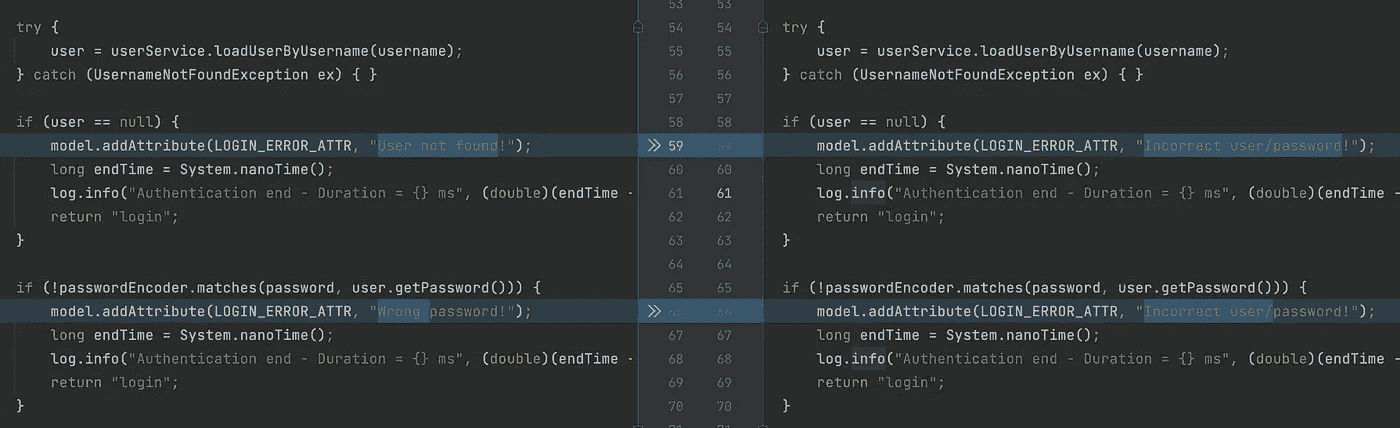 try {
user = userService.loadUserByUsername(username);
} catch (UsernameNotFoundException ex) { }
if (user == null) {
model.addAttribute(LOGIN_ERROR_ATTR, "User not found!");
long endTime = System.nanoTime();
log.info("Authentication end - Duration = {} ms", (double)(endTime -
return "login";
}
if (!passwordEncoder.matches(password, user.getPassword())) {
model.addAttribute(LOGIN_ERROR_ATTR, "Wrong password!");
long endTime = System.nanoTime();
log.info("Authentication end - Duration = {} ms", (double)(endTime -
return "login";
}
53 53
54 54
55 55
56 56
57 57
58 58
59 59
60 60
61 61
62 62
63 63
64 64
65 65
66 66
67 67
68 68
69 69
70 70
71 71
try {
user = userService.loadUserByUsername(username);
} catch (UsernameNotFoundException ex) { }
if (user == null) {
model.addAttribute(LOGIN_ERROR_ATTR, "Incorrect user/password!");
long endTime = System.nanoTime();
log.info("Authentication end - Duration = {} ms", (double)(endTime -
return "login";
}
if (!passwordEncoder.matches(password, user.getPassword())) {
model.addAttribute(LOGIN_ERROR_ATTR, "Incorrect user/password!");
long endTime = System.nanoTime();
log.info("Authentication end - Duration = {} ms", (double)(endTime -
return "login";
}